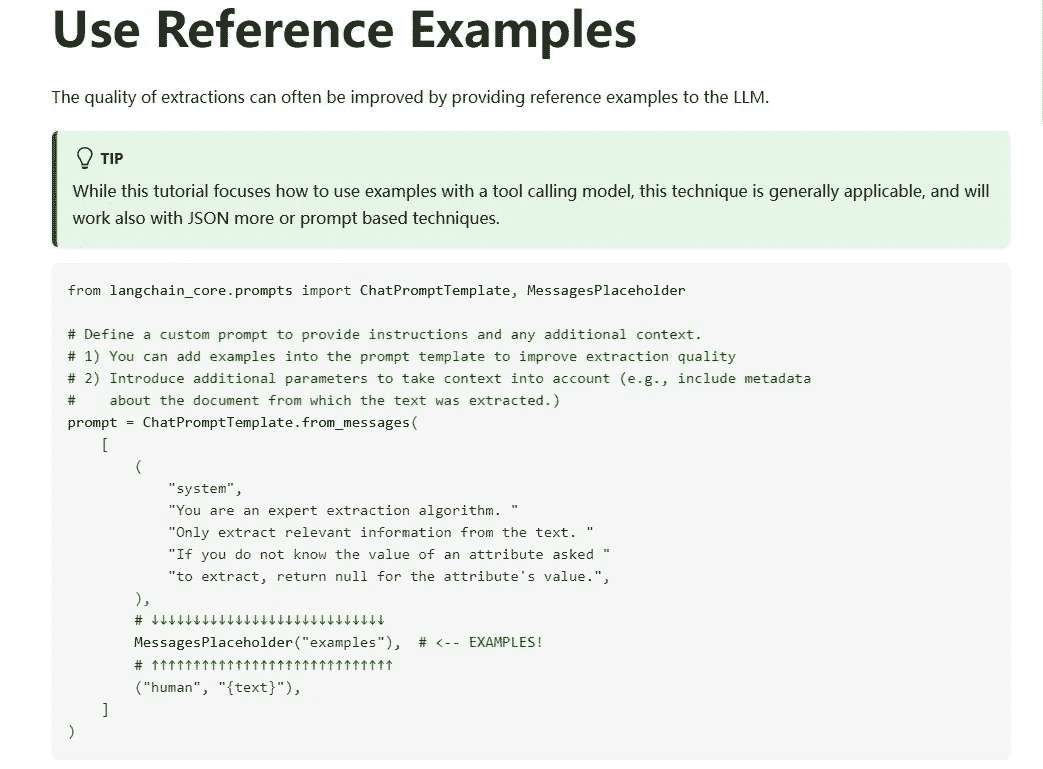 Use Reference Examples
The quality of extractions can often be improved by providing reference examples to the LLM.
TIP
While this tutorial focuses how to use examples with a tool calling model, this technique is generally applicable, and will
work also with JSON more or prompt based techniques.
from langchain_core.prompts import ChatPromptTemplate, MessagesPlaceholder
# Define a custom prompt to provide instructions and any additional context.
# 1) You can add examples into the prompt template to improve extraction quality
# 2) Introduce additional parameters to take context into account (e.g., include metadata
#    about the document from which the text was extracted.)
prompt = ChatPromptTemplate.from_messages(
    [
        (
            "system",
            "You are an expert extraction algorithm. "
            "Only extract relevant information from the text. "
            "If you do not know the value of an attribute asked "
            "to extract, return null for the attribute's value.",
        ),
        # ↓↓↓↓↓↓↓↓↓↓↓↓↓↓↓↓↓↓↓↓↓↓↓↓↓↓↓↓
        MessagesPlaceholder("examples"),  # <-- EXAMPLES!
        # ↑↑↑↑↑↑↑↑↑↑↑↑↑↑↑↑↑↑↑↑↑↑↑↑↑↑↑↑↑
        ("human", "{text}"),
    ]
)